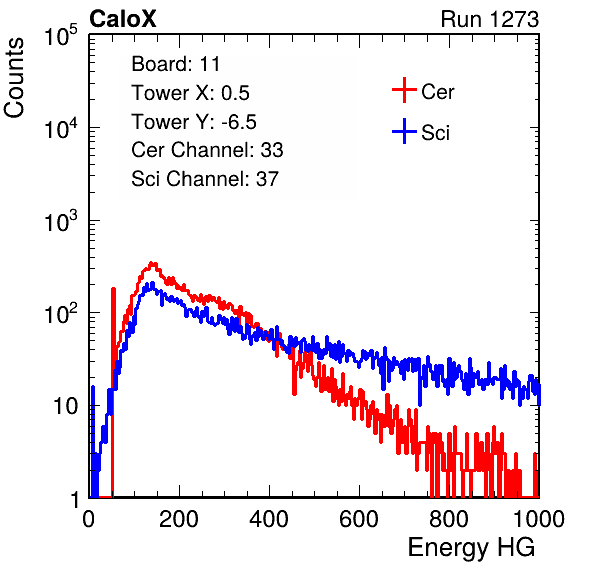 CaloX Run 1273
Counts
Board: 11
Tower X: 0.5
Tower Y: -6.5
Cer Channel: 33
Sci Channel: 37
Cer
Sci
10^5
10^4
10^3
10^2
10
1
0 200 400 600 800 1000
Energy HG